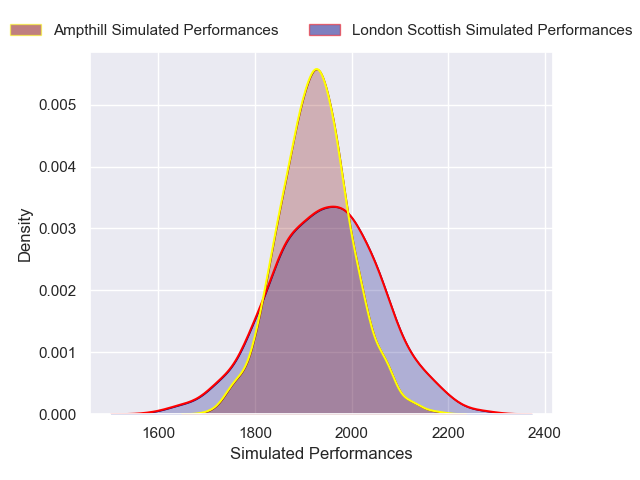 Ampthill Simulated Performances
London Scottish Simulated Performances
0.005
0.004
0.003
0.002
0.001
0.000
Density
1600 1800 2000 2200 2400
Simulated Performances